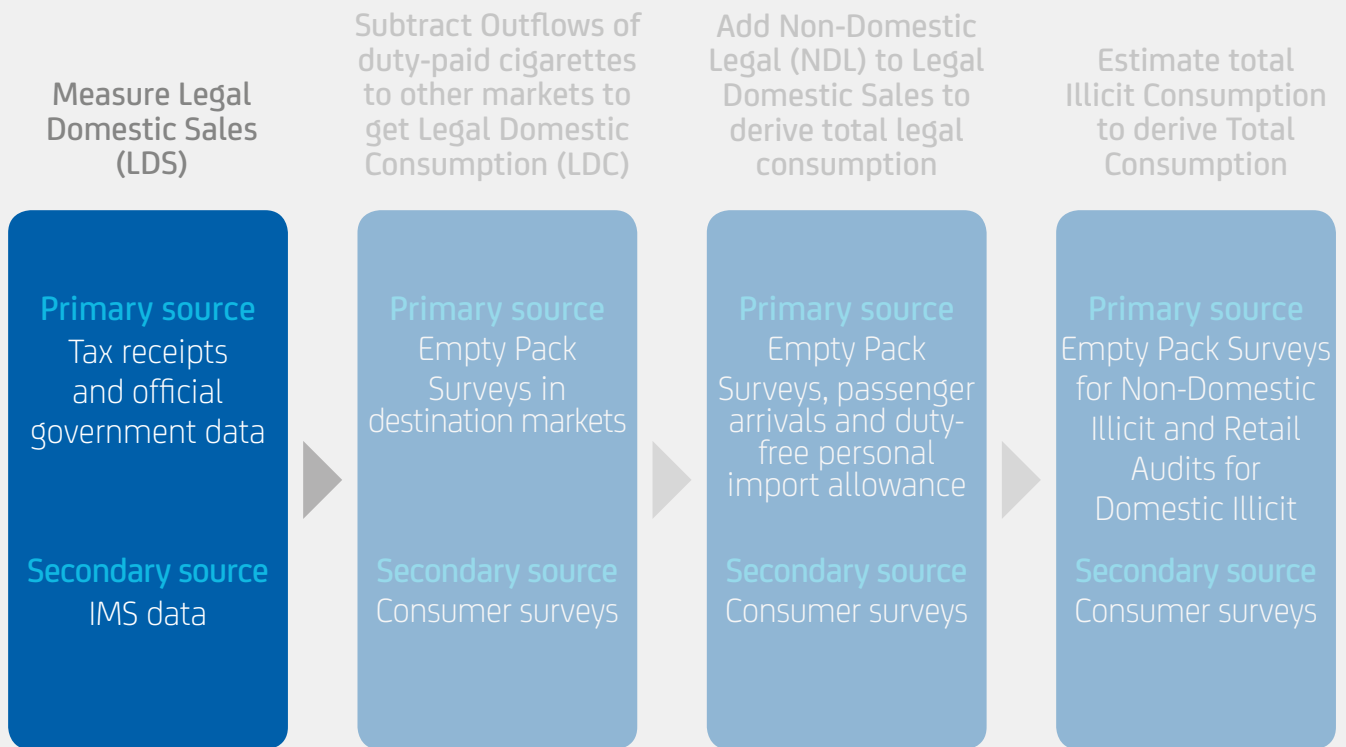 Measure Legal
Domestic Sales
(LDS)
Primary source
Tax receipts
and official
government data
Secondary source
IMS data
Subtract Outflows of
duty-paid cigarettes
to other markets to
get Legal Domestic
Consumption (LDC)
Primary source
Empty Pack
Surveys in
destination markets
Secondary source
Consumer surveys
Add Non-Domestic
Legal (NDL) to Legal
Domestic Sales to
derive total legal
consumption
Primary source
Empty Pack
Surveys, passenger
arrivals and duty-
free personal
import allowance
Secondary source
Consumer surveys
Estimate total
Illicit Consumption
to derive Total
Consumption
Primary source
Empty Pack Surveys
for Non-Domestic
Illicit and Retail
Audits for
Domestic Illicit
Secondary source
Consumer surveys